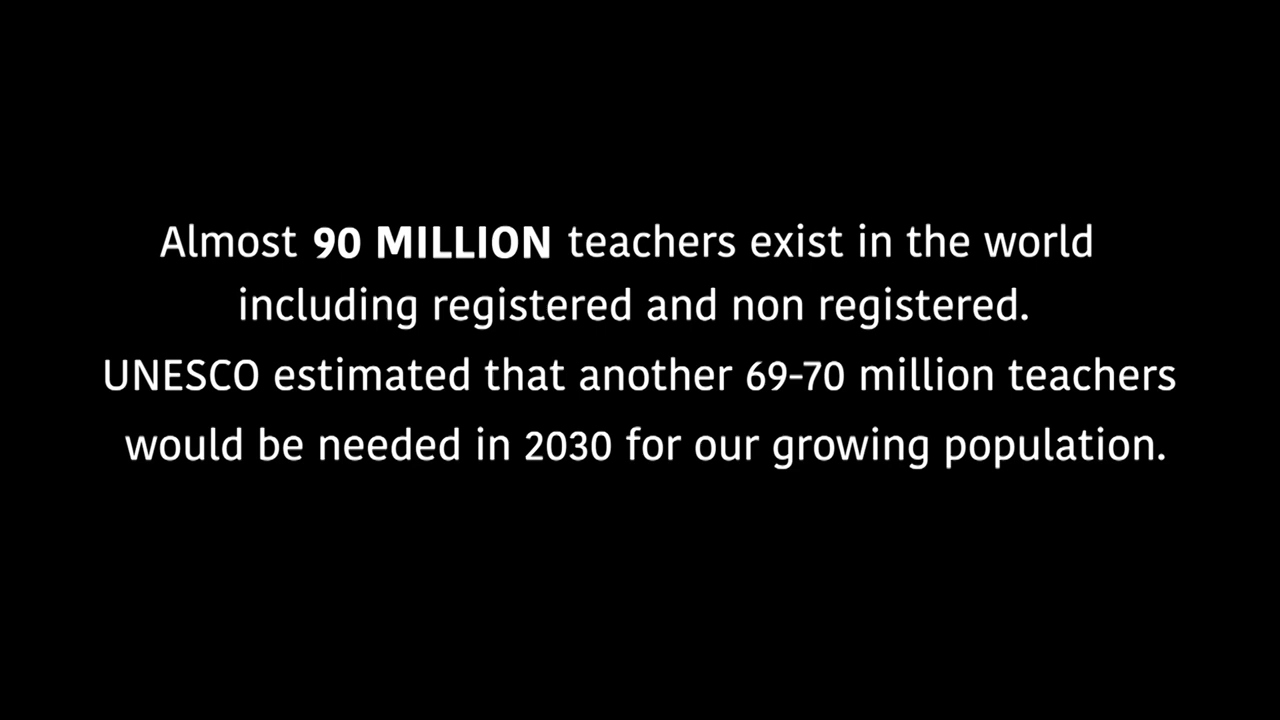 Almost 90 MILLION teachers exist in the world
including registered and non registered.
UNESCO estimated that another 69-70 million teachers
would be needed in 2030 for our growing population.